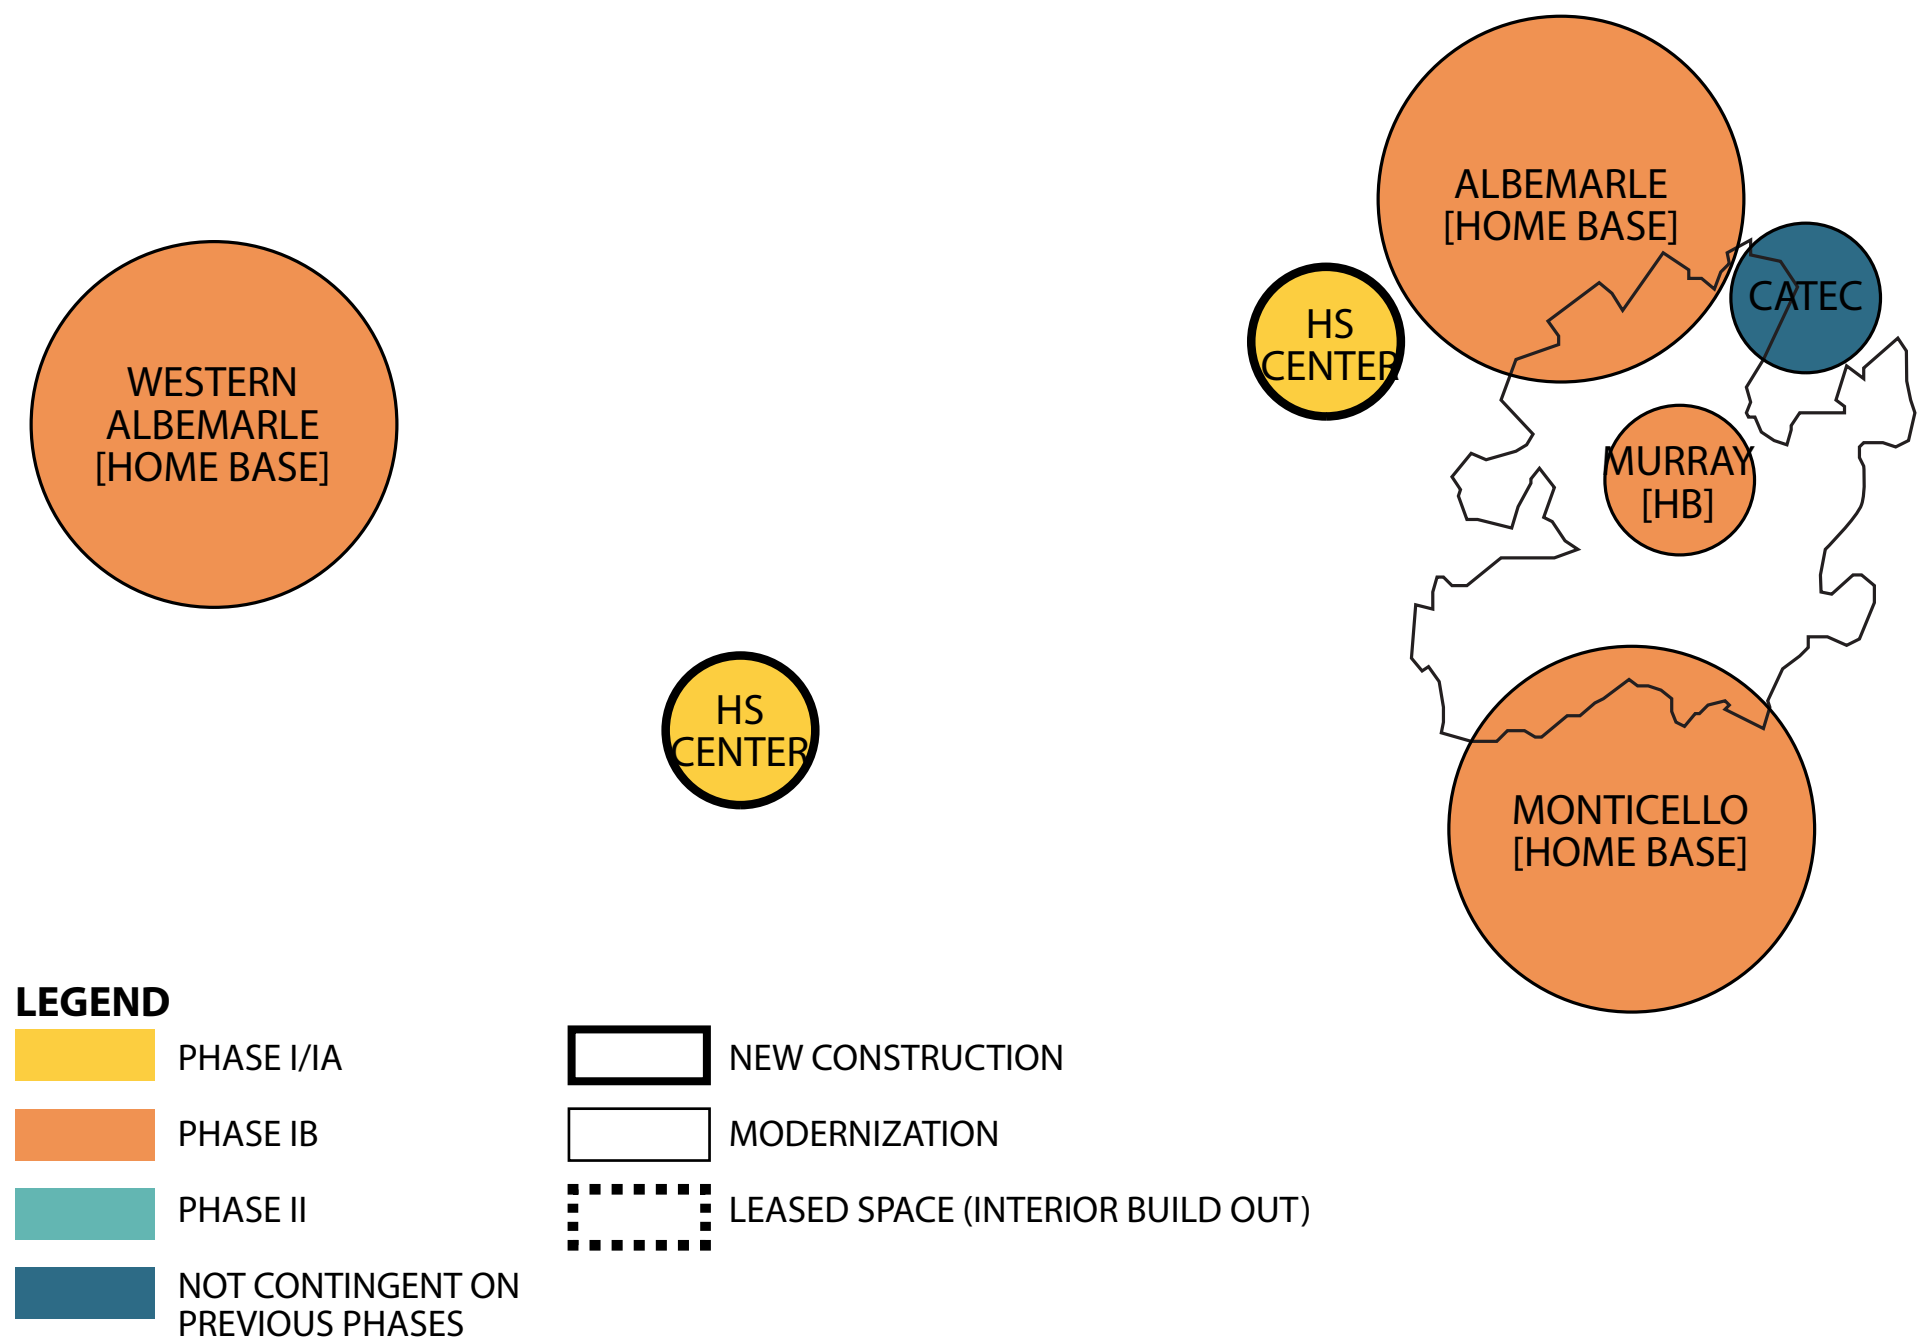 ALBEMARLE
[HOME BASE]
CATEC
HS
CENTER
WESTERN
ALBEMARLE
[HOME BASE]
MURRAY
[HB]
HS
CENTER
MONTICELLO
[HOME BASE]
LEGEND
PHASE I/IA
PHASE IB
PHASE II
NOT CONTINGENT ON
PREVIOUS PHASES
NEW CONSTRUCTION
MODERNIZATION
LEASED SPACE (INTERIOR BUILD OUT)